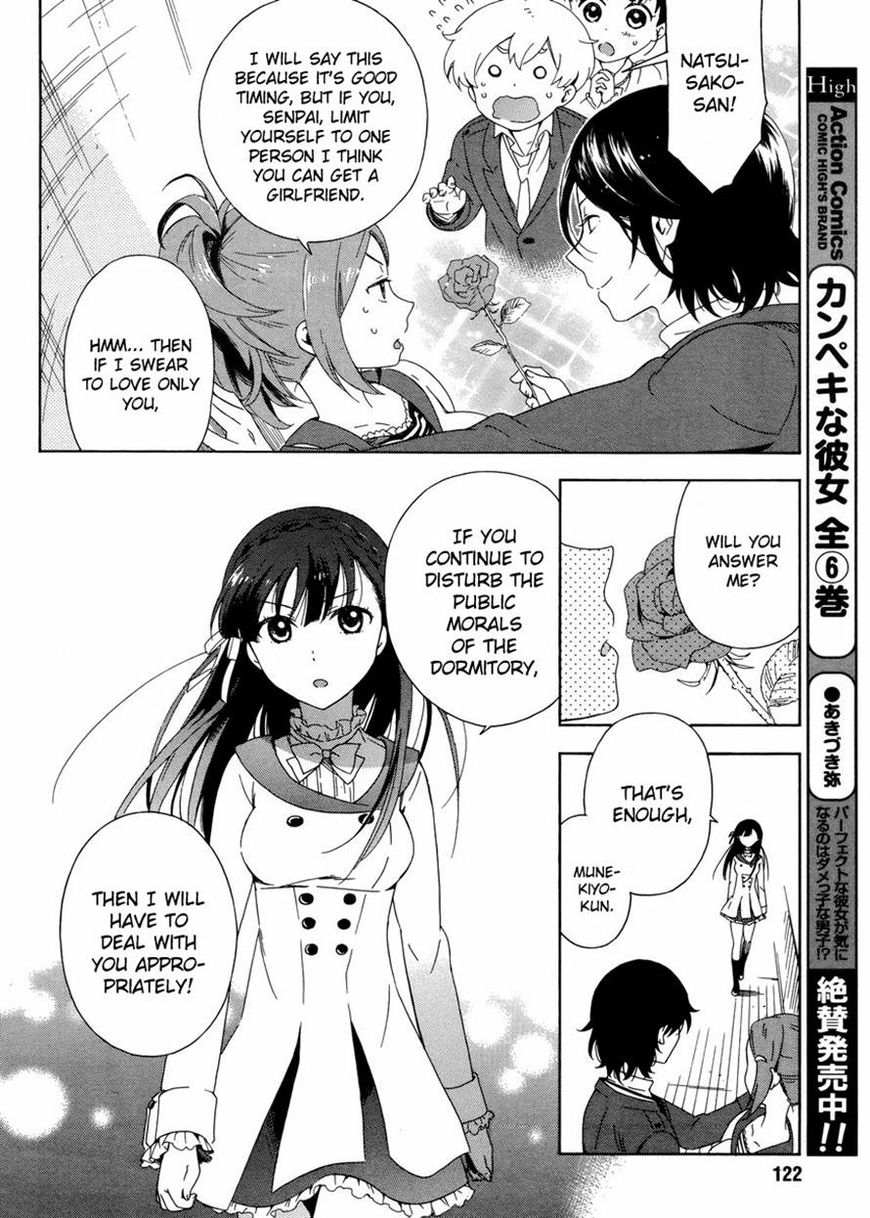 NATSU-
SAKO-
SAN!
I WILL SAY THIS
BECAUSE IT'S GOOD
TIMING, BUT IF YOU,
SENPAI, LIMIT
YOURSELF TO ONE
PERSON I THINK
YOU CAN GET A
GIRLFRIEND.
HMM... THEN
IF I SWEAR
TO LOVE ONLY
YOU,
WILL YOU
ANSWER
ME?
THAT'S
ENOUGH,
MUNE-
KIYO-
KUN.
IF YOU
CONTINUE TO
DISTURB THE
PUBLIC
MORALS
OF THE
DORMITORY,
THEN I WILL
HAVE TO
DEAL WITH
YOU APPRO-
PRIATELY!
High
Action Comics
COMIC HIGH'S BRAND
カンペキな彼女 全⑥巻
●あきづき弥
パーフェクトな彼女が気に
なるのはダメっ子な男子!?
絶賛発売中!!
122